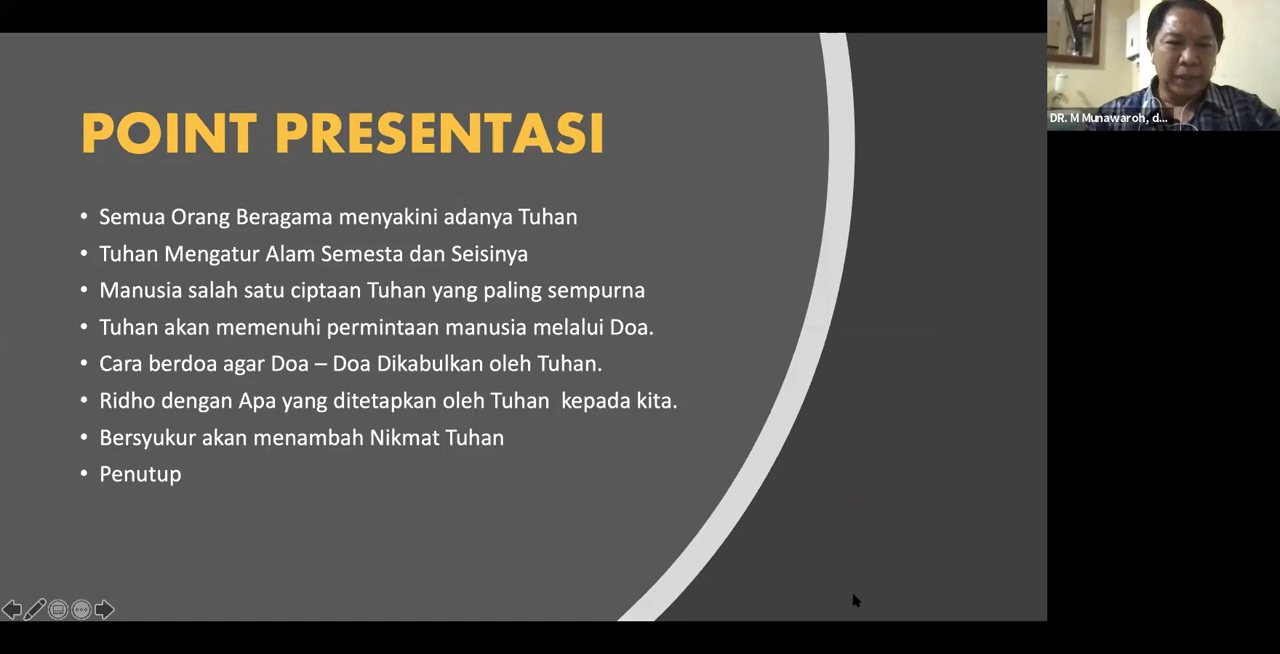 POINT PRESENTASI
• Semua Orang Beragama menyakini adanya Tuhan
• Tuhan Mengatur Alam Semesta dan Seisinya
• Manusia salah satu ciptaan Tuhan yang paling sempurna
• Tuhan akan memenuhi permintaan manusia melalui Doa.
• Cara berdoa agar Doa – Doa Dikabulkan oleh Tuhan.
• Ridho dengan Apa yang ditetapkan oleh Tuhan  kepada kita.
• Bersyukur akan menambah Nikmat Tuhan
• Penutup
DR. M Munawaroh, d...